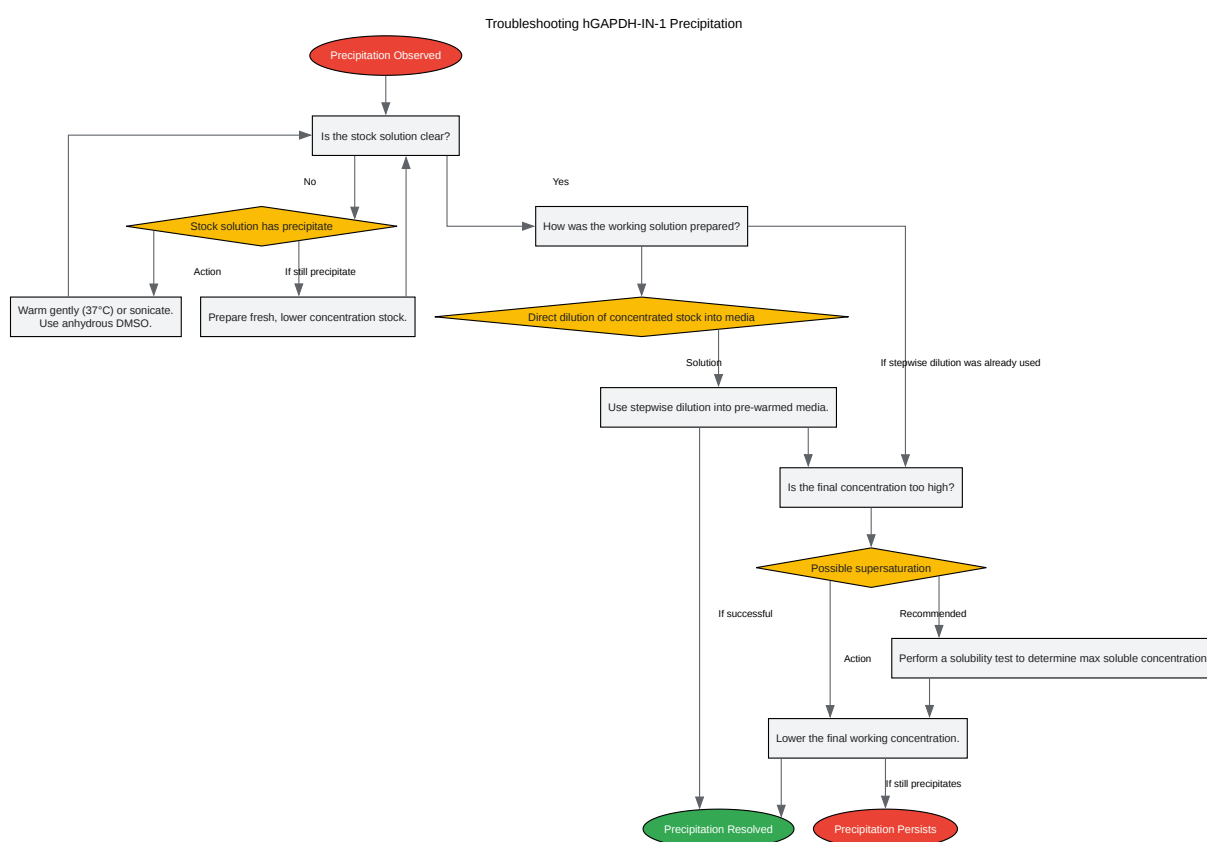 Troubleshooting hGAPDH-IN-1 Precipitation
Precipitation Observed
Is the stock solution clear?
No
Yes
Stock solution has precipitate
How was the working solution prepared?
Action
If still precipitate
Warm gently (37°C) or sonicate.
Use anhydrous DMSO.
Prepare fresh, lower concentration stock.
Direct dilution of concentrated stock into media
Solution
If stepwise dilution was already used
Use stepwise dilution into pre-warmed media.
Is the final concentration too high?
Possible supersaturation
If successful
Recommended
Action
Perform a solubility test to determine max soluble concentration
Lower the final working concentration.
If still precipitates
Precipitation Resolved
Precipitation Persists